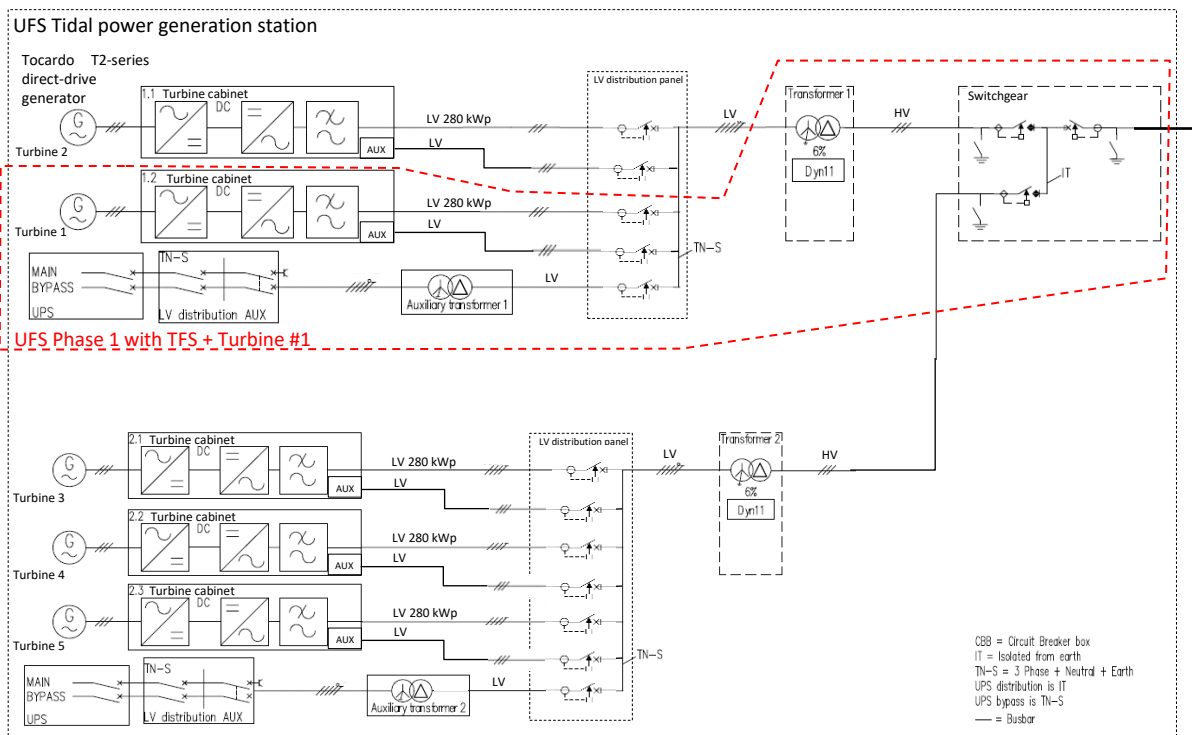 UFS Tidal power generation station
Tocardo T2-series
direct-drive
generator
G
Turbine 2
1.1 Turbine cabinet
DC
AUX
LV 280 kWp
LV
LV distribution panel
LV
Transformer 1
6%
Dyn11
HV
Switchgear
IT
G
Turbine 1
1.2 Turbine cabinet
DC
AUX
LV 280 kWp
LV
TN-S
MAIN
BYPASS
UPS
TN-S
LV distribution AUX
Auxiliary transformer 1
LV
UFS Phase 1 with TFS + Turbine #1
G
Turbine 3
2.1 Turbine cabinet
DC
AUX
LV 280 kWp
LV
LV distribution panel
LV
Transformer 2
6%
Dyn11
HV
G
Turbine 4
2.2 Turbine cabinet
DC
AUX
LV 280 kWp
LV
G
Turbine 5
2.3 Turbine cabinet
DC
AUX
LV 280 kWp
LV
TN-S
MAIN
BYPASS
UPS
TN-S
LV distribution AUX
Auxiliary transformer 2
LV
CBB = Circuit Breaker box
IT = Isolated from earth
TN-S = 3 Phase + Neutral + Earth
UPS distribution is IT
UPS bypass is TN-S
= Busbar